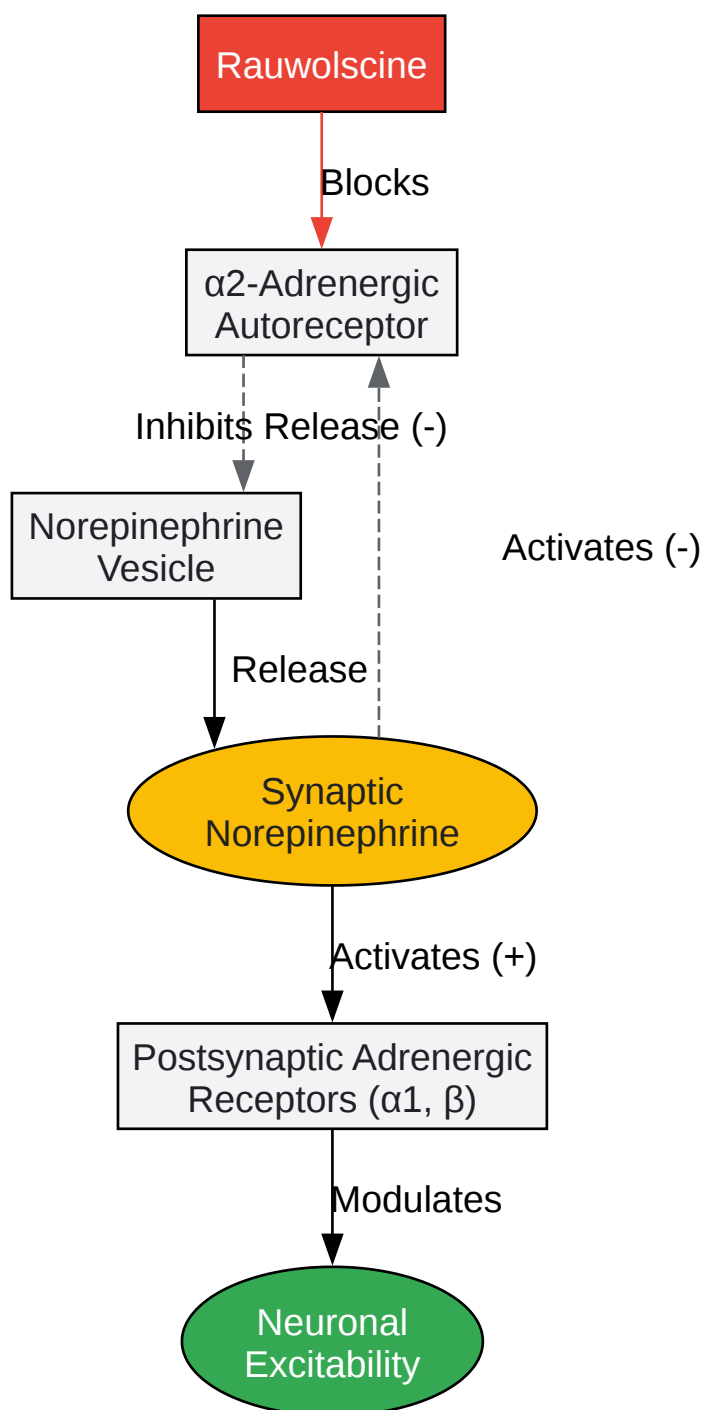 Rauwolscine
Blocks
α2-Adrenergic
Autoreceptor
Inhibits Release (-)
Norepinephrine
Vesicle
Activates (-)
Release
Synaptic
Norepinephrine
Activates (+)
Postsynaptic Adrenergic
Receptors (α1, β)
Modulates
Neuronal
Excitability